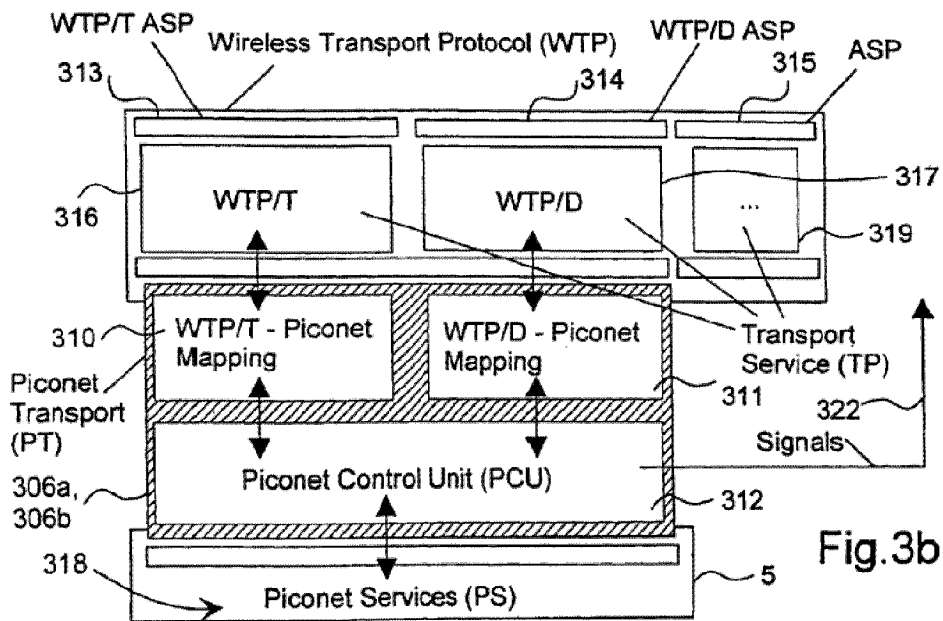 WTP/T ASP
Wireless Transport Protocol (WTP)
WTP/D ASP
ASP
313
314
315
316
WTP/T
WTP/D
...
317
319
310
WTP/T - Piconet
Mapping
WTP/D - Piconet
Mapping
Transport
Service (TP)
Piconet
Transport
(PT)
311
322
Signals
306a,
306b
Piconet Control Unit (PCU)
312
Fig.3b
318
Piconet Services (PS)
5